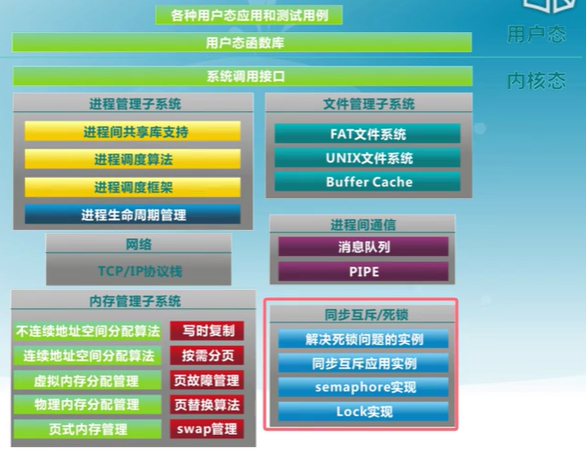 各种用户态应用和测试用例
用户态函数库
用户态
系统调用接口
内核态
进程管理子系统
进程间共享库支持
进程调度算法
进程调度框架
进程生命周期管理
文件管理子系统
FAT文件系统
UNIX文件系统
Buffer Cache
网络
TCP/IP协议栈
进程间通信
消息队列
PIPE
内存管理子系统
不连续地址空间分配算法
写时复制
连续地址空间分配算法
按需分页
虚拟内存分配管理
页故障管理
物理内存分配管理
页替换算法
页式内存管理
swap管理
同步互斥/死锁
解决死锁问题的实例
同步互斥应用实例
semaphore实现
Lock实现